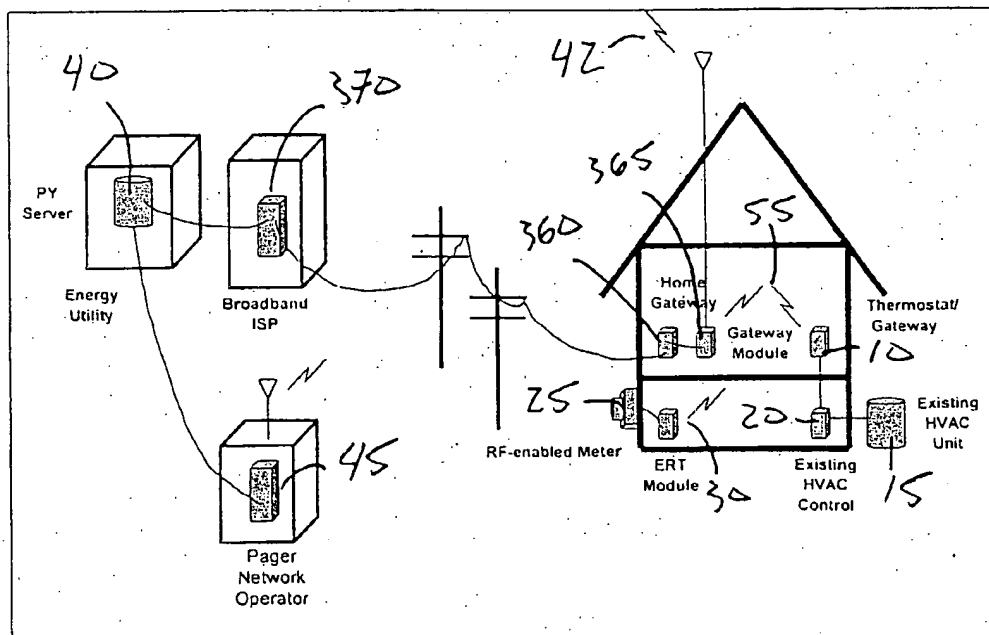 40
370
42
365
360
55
PY
Server
Home
Gateway
Thermostat/
Gateway
Energy
Utility
Broadband
ISP
Gateway
Module
10
25
20
Existing
HVAC
Unit
RF-enabled Meter
ERT
Module
30
Existing
HVAC
Control
15
45
Pager
Network
Operator